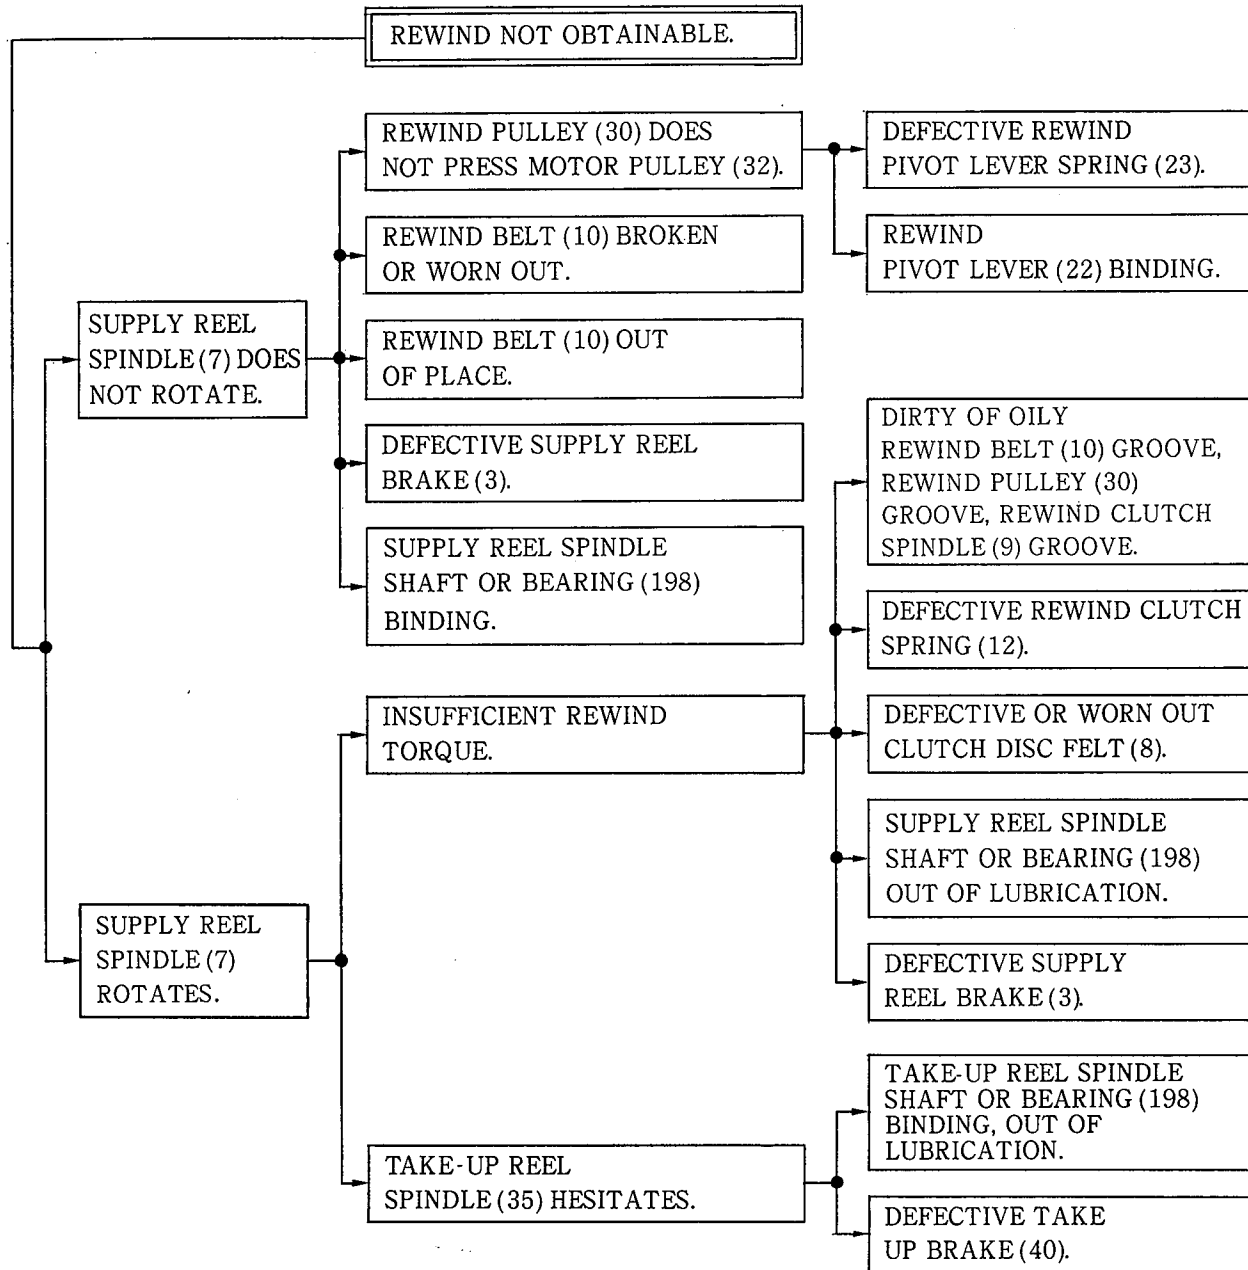 REWIND NOT OBTAINABLE.
REWIND PULLEY (30) DOES
NOT PRESS MOTOR PULLEY (32).
DEFECTIVE REWIND
PIVOT LEVER SPRING (23).
REWIND
PIVOT LEVER (22) BINDING.
REWIND BELT (10) BROKEN
OR WORN OUT.
SUPPLY REEL
SPINDLE (7) DOES
NOT ROTATE.
REWIND BELT (10) OUT
OF PLACE.
DEFECTIVE SUPPLY REEL
BRAKE (3).
SUPPLY REEL SPINDLE
SHAFT OR BEARING (198)
BINDING.
DIRTY OF OILY
REWIND BELT (10) GROOVE,
REWIND PULLEY (30)
GROOVE, REWIND CLUTCH
SPINDLE (9) GROOVE.
DEFECTIVE REWIND CLUTCH
SPRING (12).
INSUFFICIENT REWIND
TORQUE.
DEFECTIVE OR WORN OUT
CLUTCH DISC FELT (8).
SUPPLY REEL SPINDLE
SHAFT OR BEARING (198)
OUT OF LUBRICATION.
SUPPLY REEL
SPINDLE (7)
ROTATES.
DEFECTIVE SUPPLY
REEL BRAKE (3).
TAKE-UP REEL SPINDLE
SHAFT OR BEARING (198)
BINDING, OUT OF
LUBRICATION.
TAKE-UP REEL
SPINDLE (35) HESITATES.
DEFECTIVE TAKE
UP BRAKE (40).